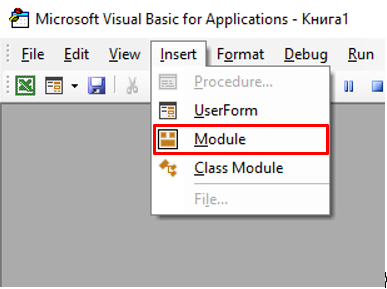 Microsoft Visual Basic for Applications - Книга1
File Edit View Insert Format Debug Run
Procedure...
UserForm
Module
Class Module
File...